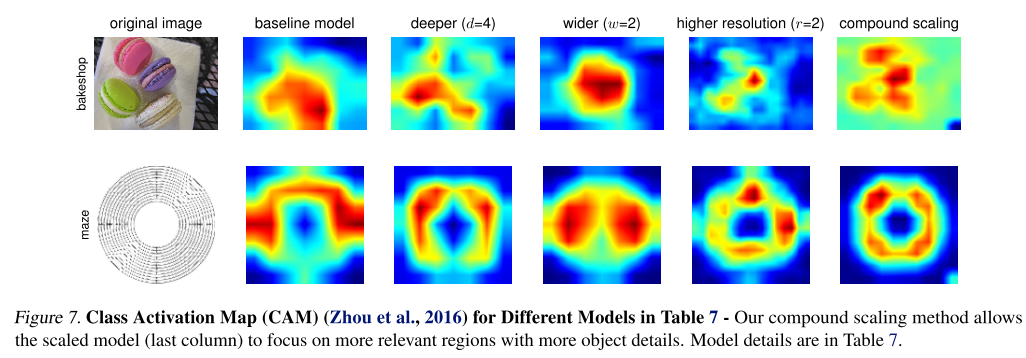 original image baseline model deeper (d=4) wider (w=2) higher resolution (r=2) compound scaling
bakeshop
maze
Figure 7. Class Activation Map (CAM) (Zhou et al., 2016) for Different Models in Table 7 - Our compound scaling method allows
the scaled model (last column) to focus on more relevant regions with more object details. Model details are in Table 7.